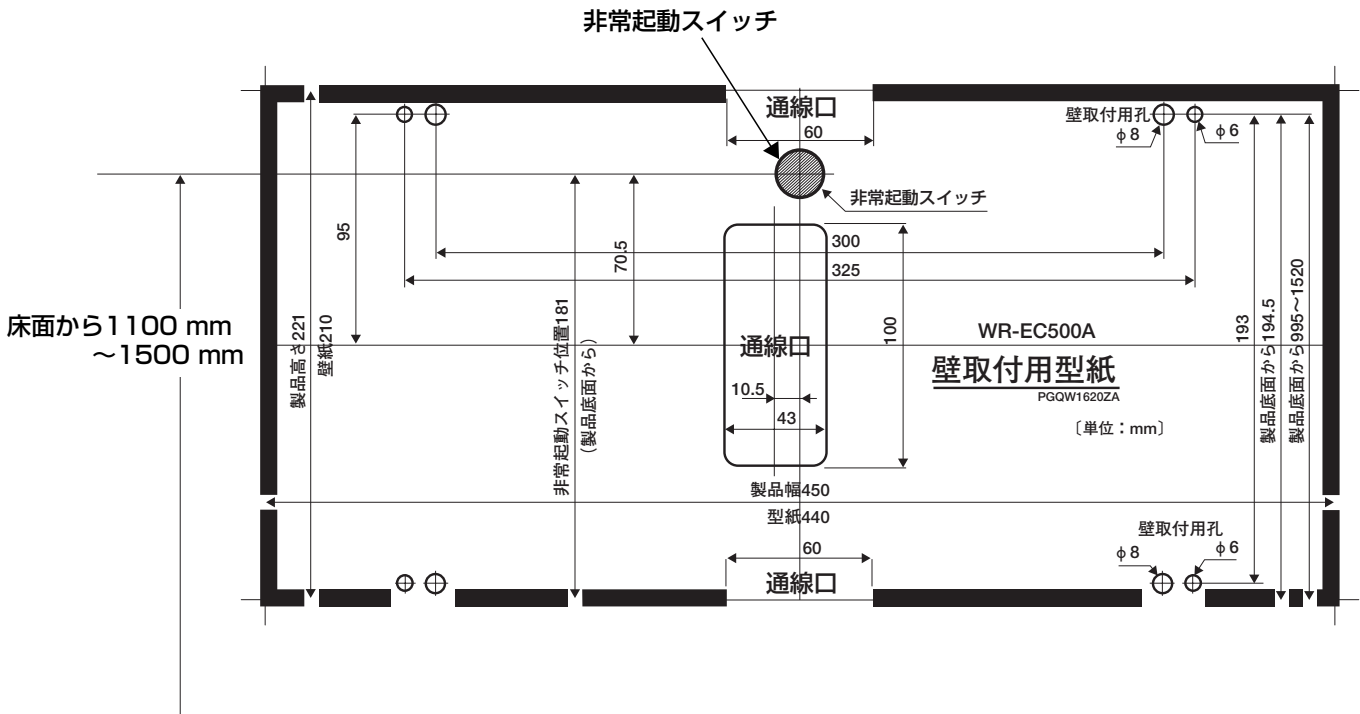 非常起動スイッチ
通線口
60
壁取付用孔
φ8
φ6
非常起動スイッチ
95
70.5
300
325
床面から1100 mm
～1500 mm
製品高さ221
壁紙210
非常起動スイッチ位置181
(製品底面から)
通線口
100
10.5
43
WR-EC500A
壁取付用型紙
PGQW1620ZA
〔単位：mm〕
193
製品底面から194.5
製品底面から995～1520
製品幅450
型紙440
60
通線口
壁取付用孔
φ8
φ6